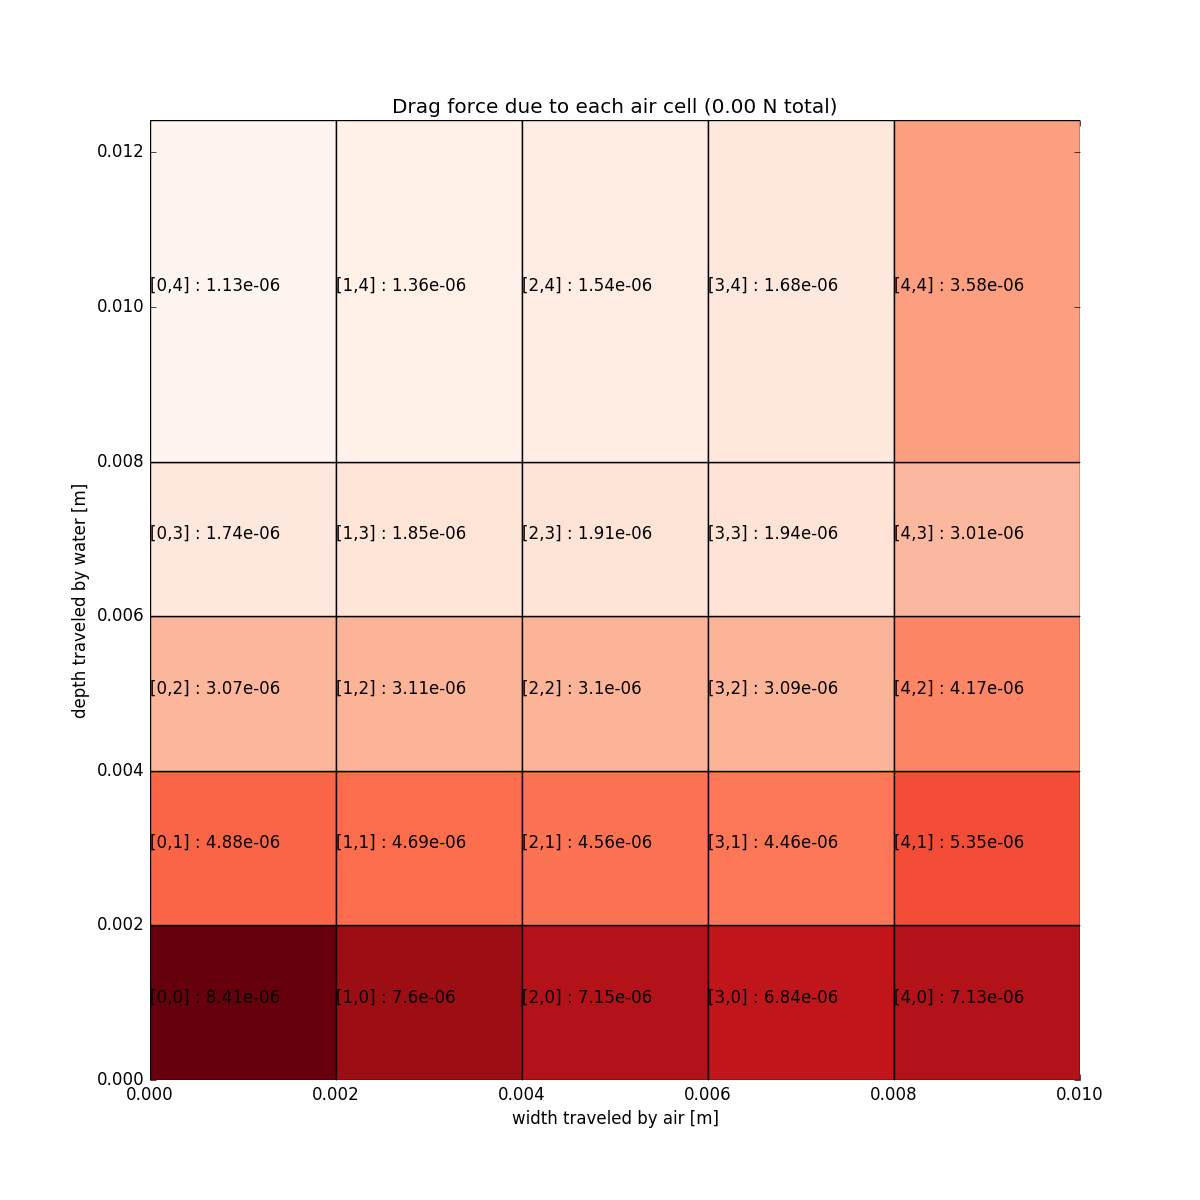 Drag force due to each air cell (0.00 N total)
0.012
[0,4] : 1.13e-06 [1,4] : 1.36e-06 [2,4] : 1.54e-06 [3,4] : 1.68e-06 [4,4] : 3.58e-06
0.010
0.008
[0,3] : 1.74e-06 [1,3] : 1.85e-06 [2,3] : 1.91e-06 [3,3] : 1.94e-06 [4,3] : 3.01e-06
depth traveled by water [m]
0.006
[0,2] : 3.07e-06 [1,2] : 3.11e-06 [2,2] : 3.1e-06 [3,2] : 3.09e-06 [4,2] : 4.17e-06
0.004
[0,1] : 4.88e-06 [1,1] : 4.69e-06 [2,1] : 4.56e-06 [3,1] : 4.46e-06 [4,1] : 5.35e-06
0.002
[0,0] : 8.41e-06 [1,0] : 7.6e-06 [2,0] : 7.15e-06 [3,0] : 6.84e-06 [4,0] : 7.13e-06
0.000
0.000 0.002 0.004 0.006 0.008 0.010
width traveled by air [m]